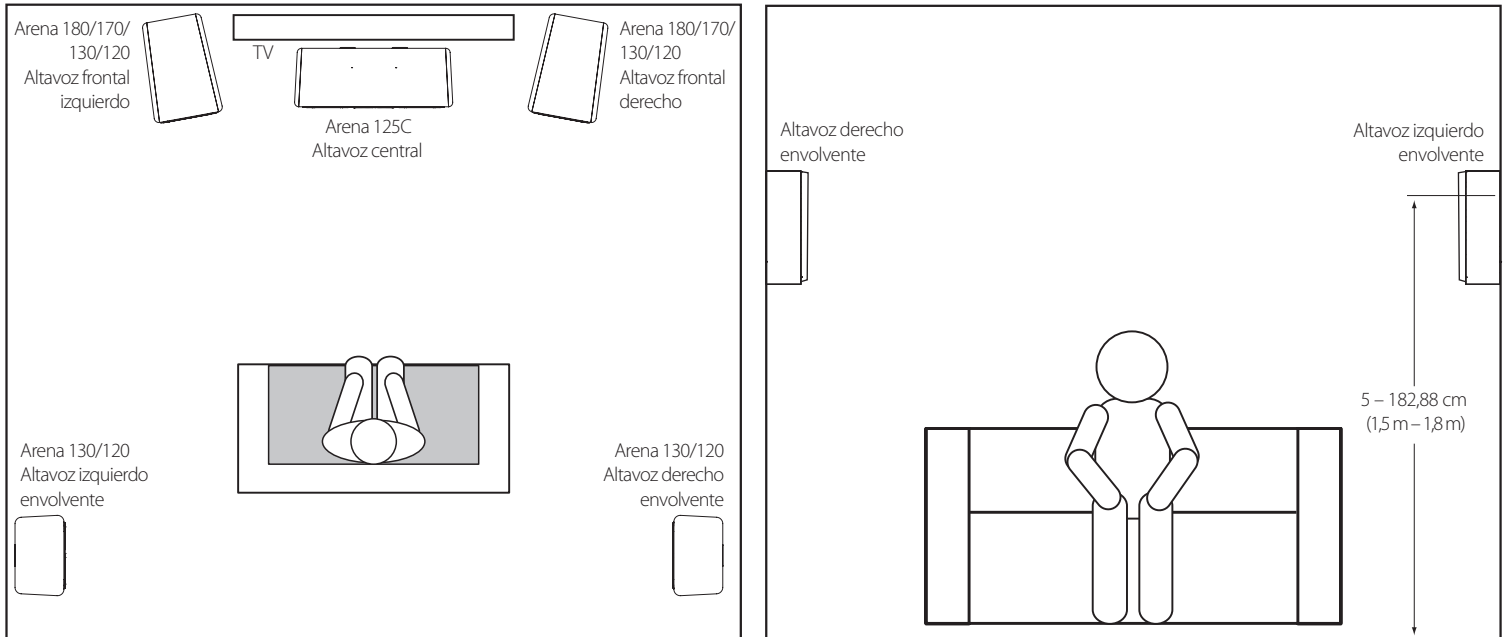 Arena 180/170/
130/120
Altavoz frontal
izquierdo
TV
Arena 180/170/
130/120
Altavoz frontal
derecho
Arena 125C
Altavoz central
Arena 130/120
Altavoz izquierdo
envolvente
Arena 130/120
Altavoz derecho
envolvente
Altavoz derecho
envolvente
Altavoz izquierdo
envolvente
5 – 182,88 cm
(1,5 m – 1,8 m)